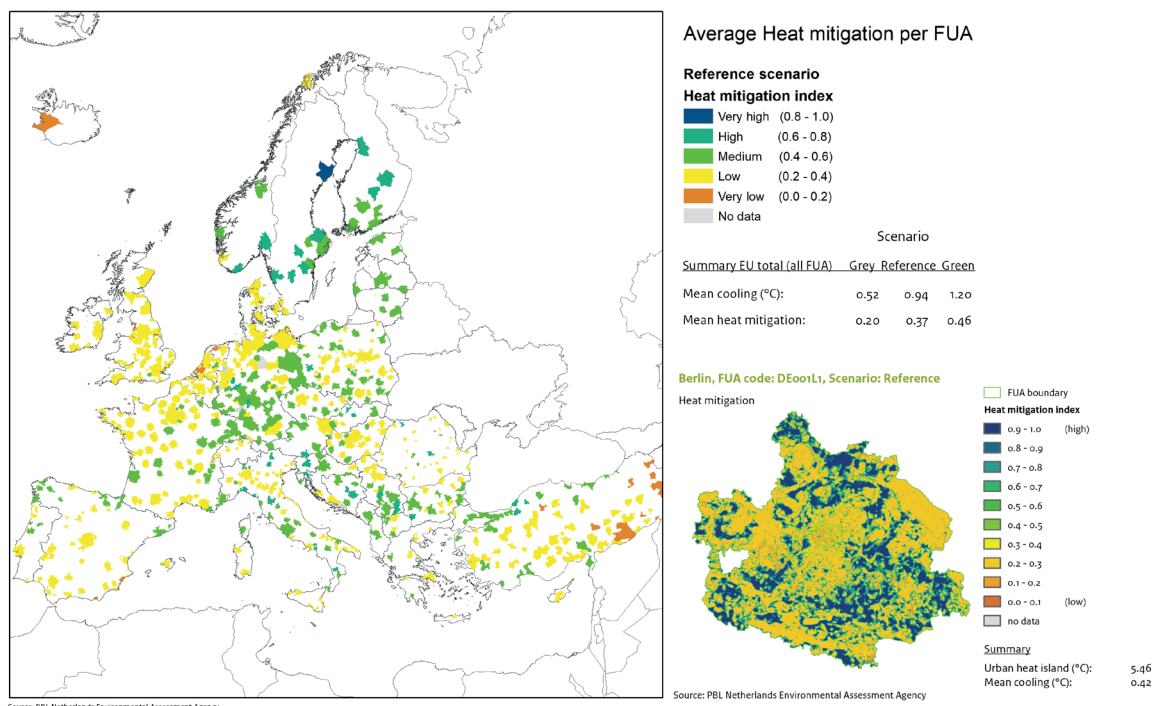 Average Heat mitigation per FUA
Reference scenario
Heat mitigation index
Very high (0.8 - 1.0)
High (0.6 - 0.8)
Medium (0.4 - 0.6)
Low (0.2 - 0.4)
Very low (0.0 - 0.2)
No data
Scenario
Summary EU total (all FUA) Grey Reference Green
Mean cooling (°C): 0.52 0.94 1.20
Mean heat mitigation: 0.20 0.37 0.46
Berlin, FUA code: DE001L1, Scenario: Reference
Heat mitigation
FUA boundary
Heat mitigation index
0.9 - 1.0 (high)
0.8 - 0.9
0.7 - 0.8
0.6 - 0.7
0.5 - 0.6
0.4 - 0.5
0.3 - 0.4
0.2 - 0.3
0.1 - 0.2
0.0 - 0.1 (low)
no data
Summary
Urban heat island (°C): 5.46
Mean cooling (°C): 0.42
Source: PBL Netherlands Environmental Assessment Agency
Source: PBL Netherlands Environmental Assessment Agency